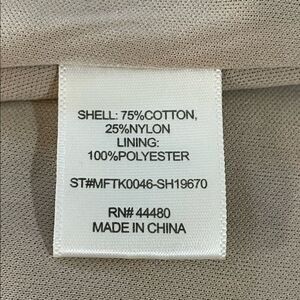 SHELL: 75%COTTON,
25%NYLON
LINING:
100%POLYESTER
ST#MFTK0046-SH19670
RN# 44480
MADE IN CHINA